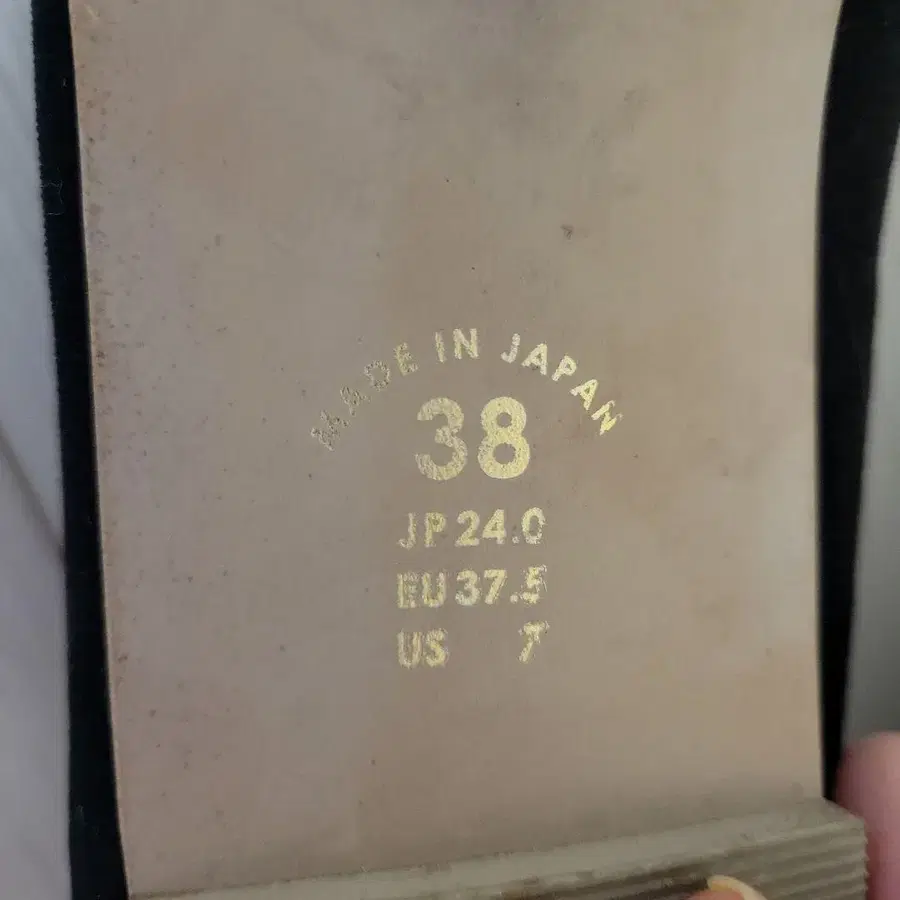 MADE IN JAPAN
38
JP 24.0
EU 37.5
US 7